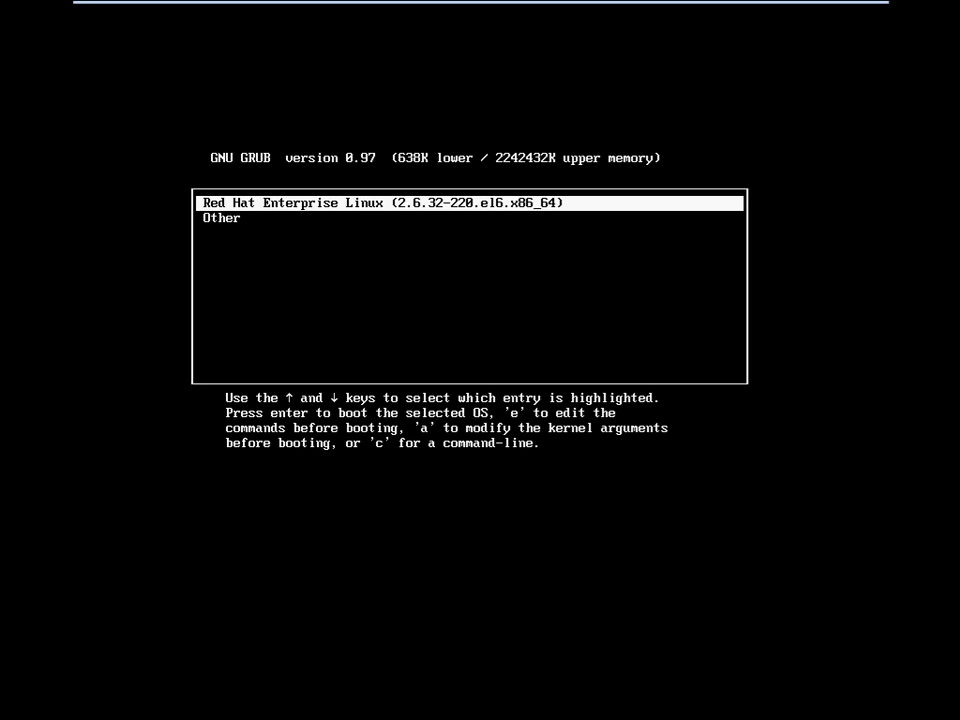 GNU GRUB  version 0.97  (638K lower / 2242432K upper memory)
Red Hat Enterprise Linux (2.6.32-220.el6.x86_64)
Other
Use the ↑ and ↓ keys to select which entry is highlighted.
Press enter to boot the selected OS, 'e' to edit the
commands before booting, 'a' to modify the kernel arguments
before booting, or 'c' for a command-line.